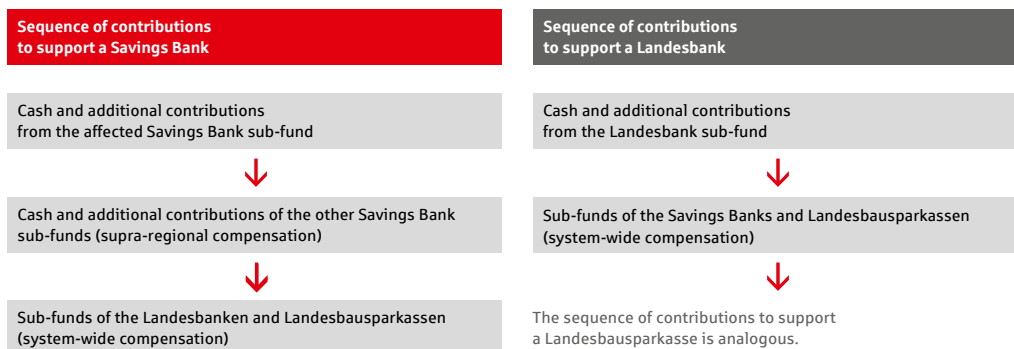 Sequence of contributions
to support a Savings Bank
Cash and additional contributions
from the affected Savings Bank sub-fund
Cash and additional contributions of the other Savings Bank
sub-funds (supra-regional compensation)
Sub-funds of the Landesbanken and Landesbausparkassen
(system-wide compensation)
Sequence of contributions
to support a Landesbank
Cash and additional contributions
from the Landesbank sub-fund
Sub-funds of the Savings Banks and Landesbausparkassen
(system-wide compensation)
The sequence of contributions to support
a Landesbausparkasse is analogous.